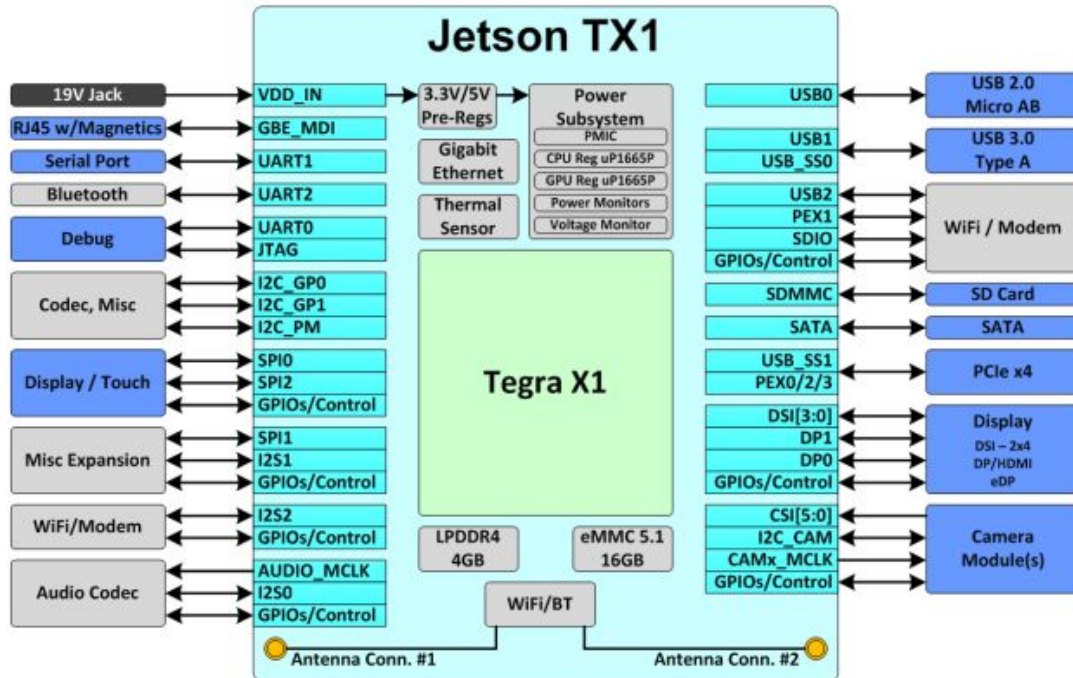 Jetson TX1
19V Jack
RJ45 w/Magnetics
Serial Port
Bluetooth
Debug
Codec, Misc
Display / Touch
Misc Expansion
WiFi/Modem
Audio Codec
VDD_IN
GBE_MDI
UART1
UART2
UART0
JTAG
I2C_GP0
I2C_GP1
I2C_PM
SPI0
SPI2
GPIOs/Control
SPI1
I2S1
GPIOs/Control
I2S2
GPIOs/Control
AUDIO_MCLK
I2S0
GPIOs/Control
3.3V/5V
Pre-Regs
Gigabit
Ethernet
Thermal
Sensor
Power
Subsystem
PMIC
CPU Reg uP1665P
GPU Reg uP1665P
Power Monitors
Voltage Monitor
Tegra X1
LPDDR4
4GB
eMMC 5.1
16GB
WiFi/BT
Antenna Conn. #1
Antenna Conn. #2
USB0
USB1
USB_SS0
USB2
PEX1
SDIO
GPIOs/Control
SDMMC
SATA
USB_SS1
PEX0/2/3
DSI[3:0]
DP1
DP0
GPIOs/Control
CSI[5:0]
I2C_CAM
CAMx_MCLK
GPIOs/Control
USB 2.0
Micro AB
USB 3.0
Type A
WiFi / Modem
SD Card
SATA
PCIe x4
Display
DSI – 2x4
DP/HDMI
eDP
Camera
Module(s)